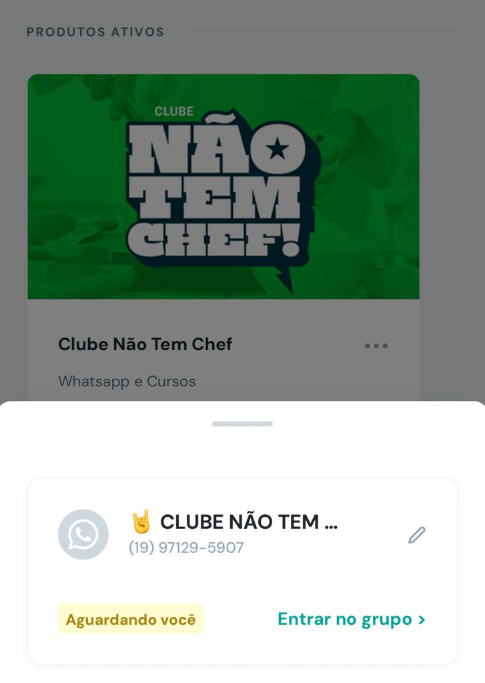 PRODUTOS ATIVOS
CLUBE
NÃO
TEM
CHEF!
Clube Não Tem Chef
Whatsapp e Cursos
🤘 CLUBE NÃO TEM ...
(19) 97129-5907
Aguardando você
Entrar no grupo >